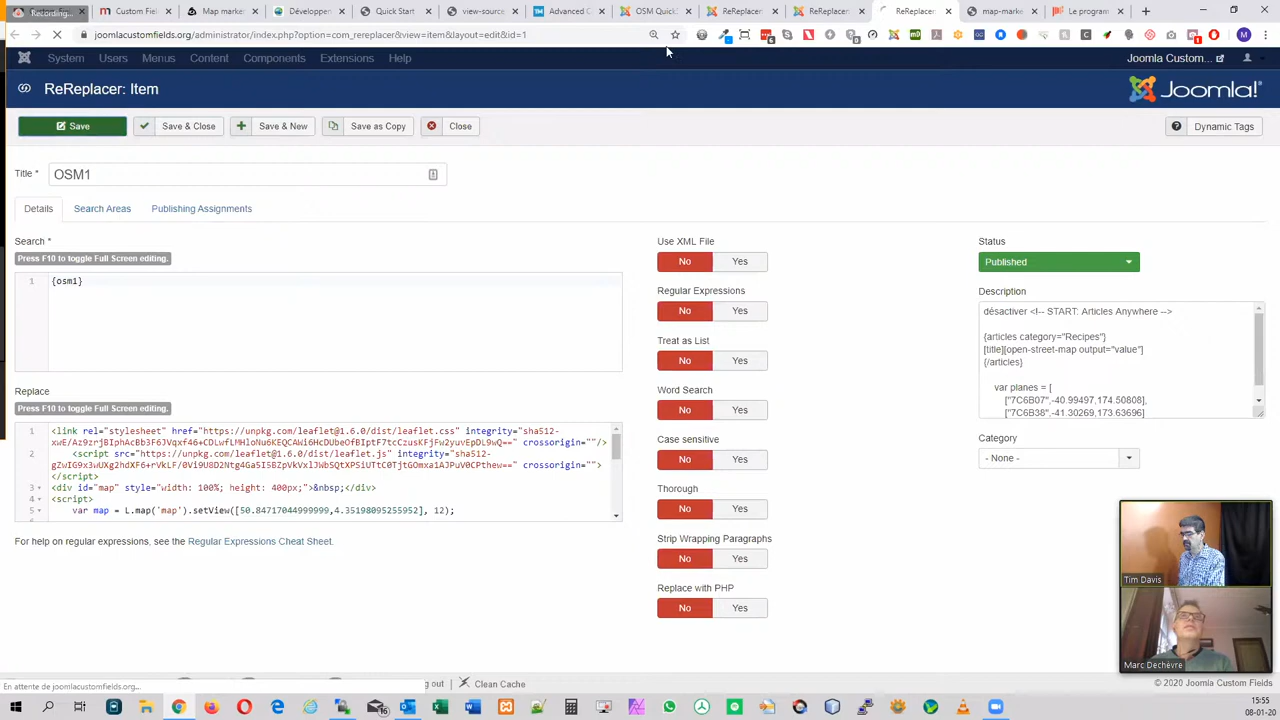 Recording...
Custom Fields
Map marker
Développem
Quick Start
view-source:
Advanced C
OSM Quick
ReReplacer:
ReReplacer:
ReReplacer:
map-marke
Le program
joomlacustomfields.org/administrator/index.php?option=com_rereplacer&view=item&layout=edit&id=1
System Users Menus Content Components Extensions Help
Joomla Custom...
ReReplacer: Item
Joomla!
Save
Save & Close
Save & New
Save as Copy
Close
Dynamic Tags
Title *
OSM1
Details
Search Areas
Publishing Assignments
Search *
Press F10 to toggle Full Screen editing.
1 {osm1}
Replace
Press F10 to toggle Full Screen editing.
1 <link rel="stylesheet" href="https://unpkg.com/leaflet@1.6.0/dist/leaflet.css" integrity="sha512-
2 <script src="https://unpkg.com/leaflet@1.6.0/dist/leaflet.js" integrity="sha512-
</script>
3 <div id="map" style="width: 100%; height: 400px;">&nbsp;</div>
4 <script>
5 var map = L.map('map').setView([50.84717044999999,4.35198095255952], 12);
For help on regular expressions, see the Regular Expressions Cheat Sheet.
Use XML File
No Yes
Regular Expressions
No Yes
Treat as List
No Yes
Word Search
No Yes
Case sensitive
No Yes
Thorough
No Yes
Strip Wrapping Paragraphs
No Yes
Replace with PHP
No Yes
Status
Published
Description
désactiver <!-- START: Articles Anywhere -->
{articles category="Recipes"}
[title][open-street-map output="value"]
{/articles}
var planes = [
["7C6B07",-40.99497,174.50808],
["7C6B38",-41.30269,173.63696]
Category
- None -
Tim Davis
Marc Dechèvre
En attente de joomlacustomfields.org...
g out
Clean Cache
© 2020 Joomla Custom Fields
15:55
08-01-20